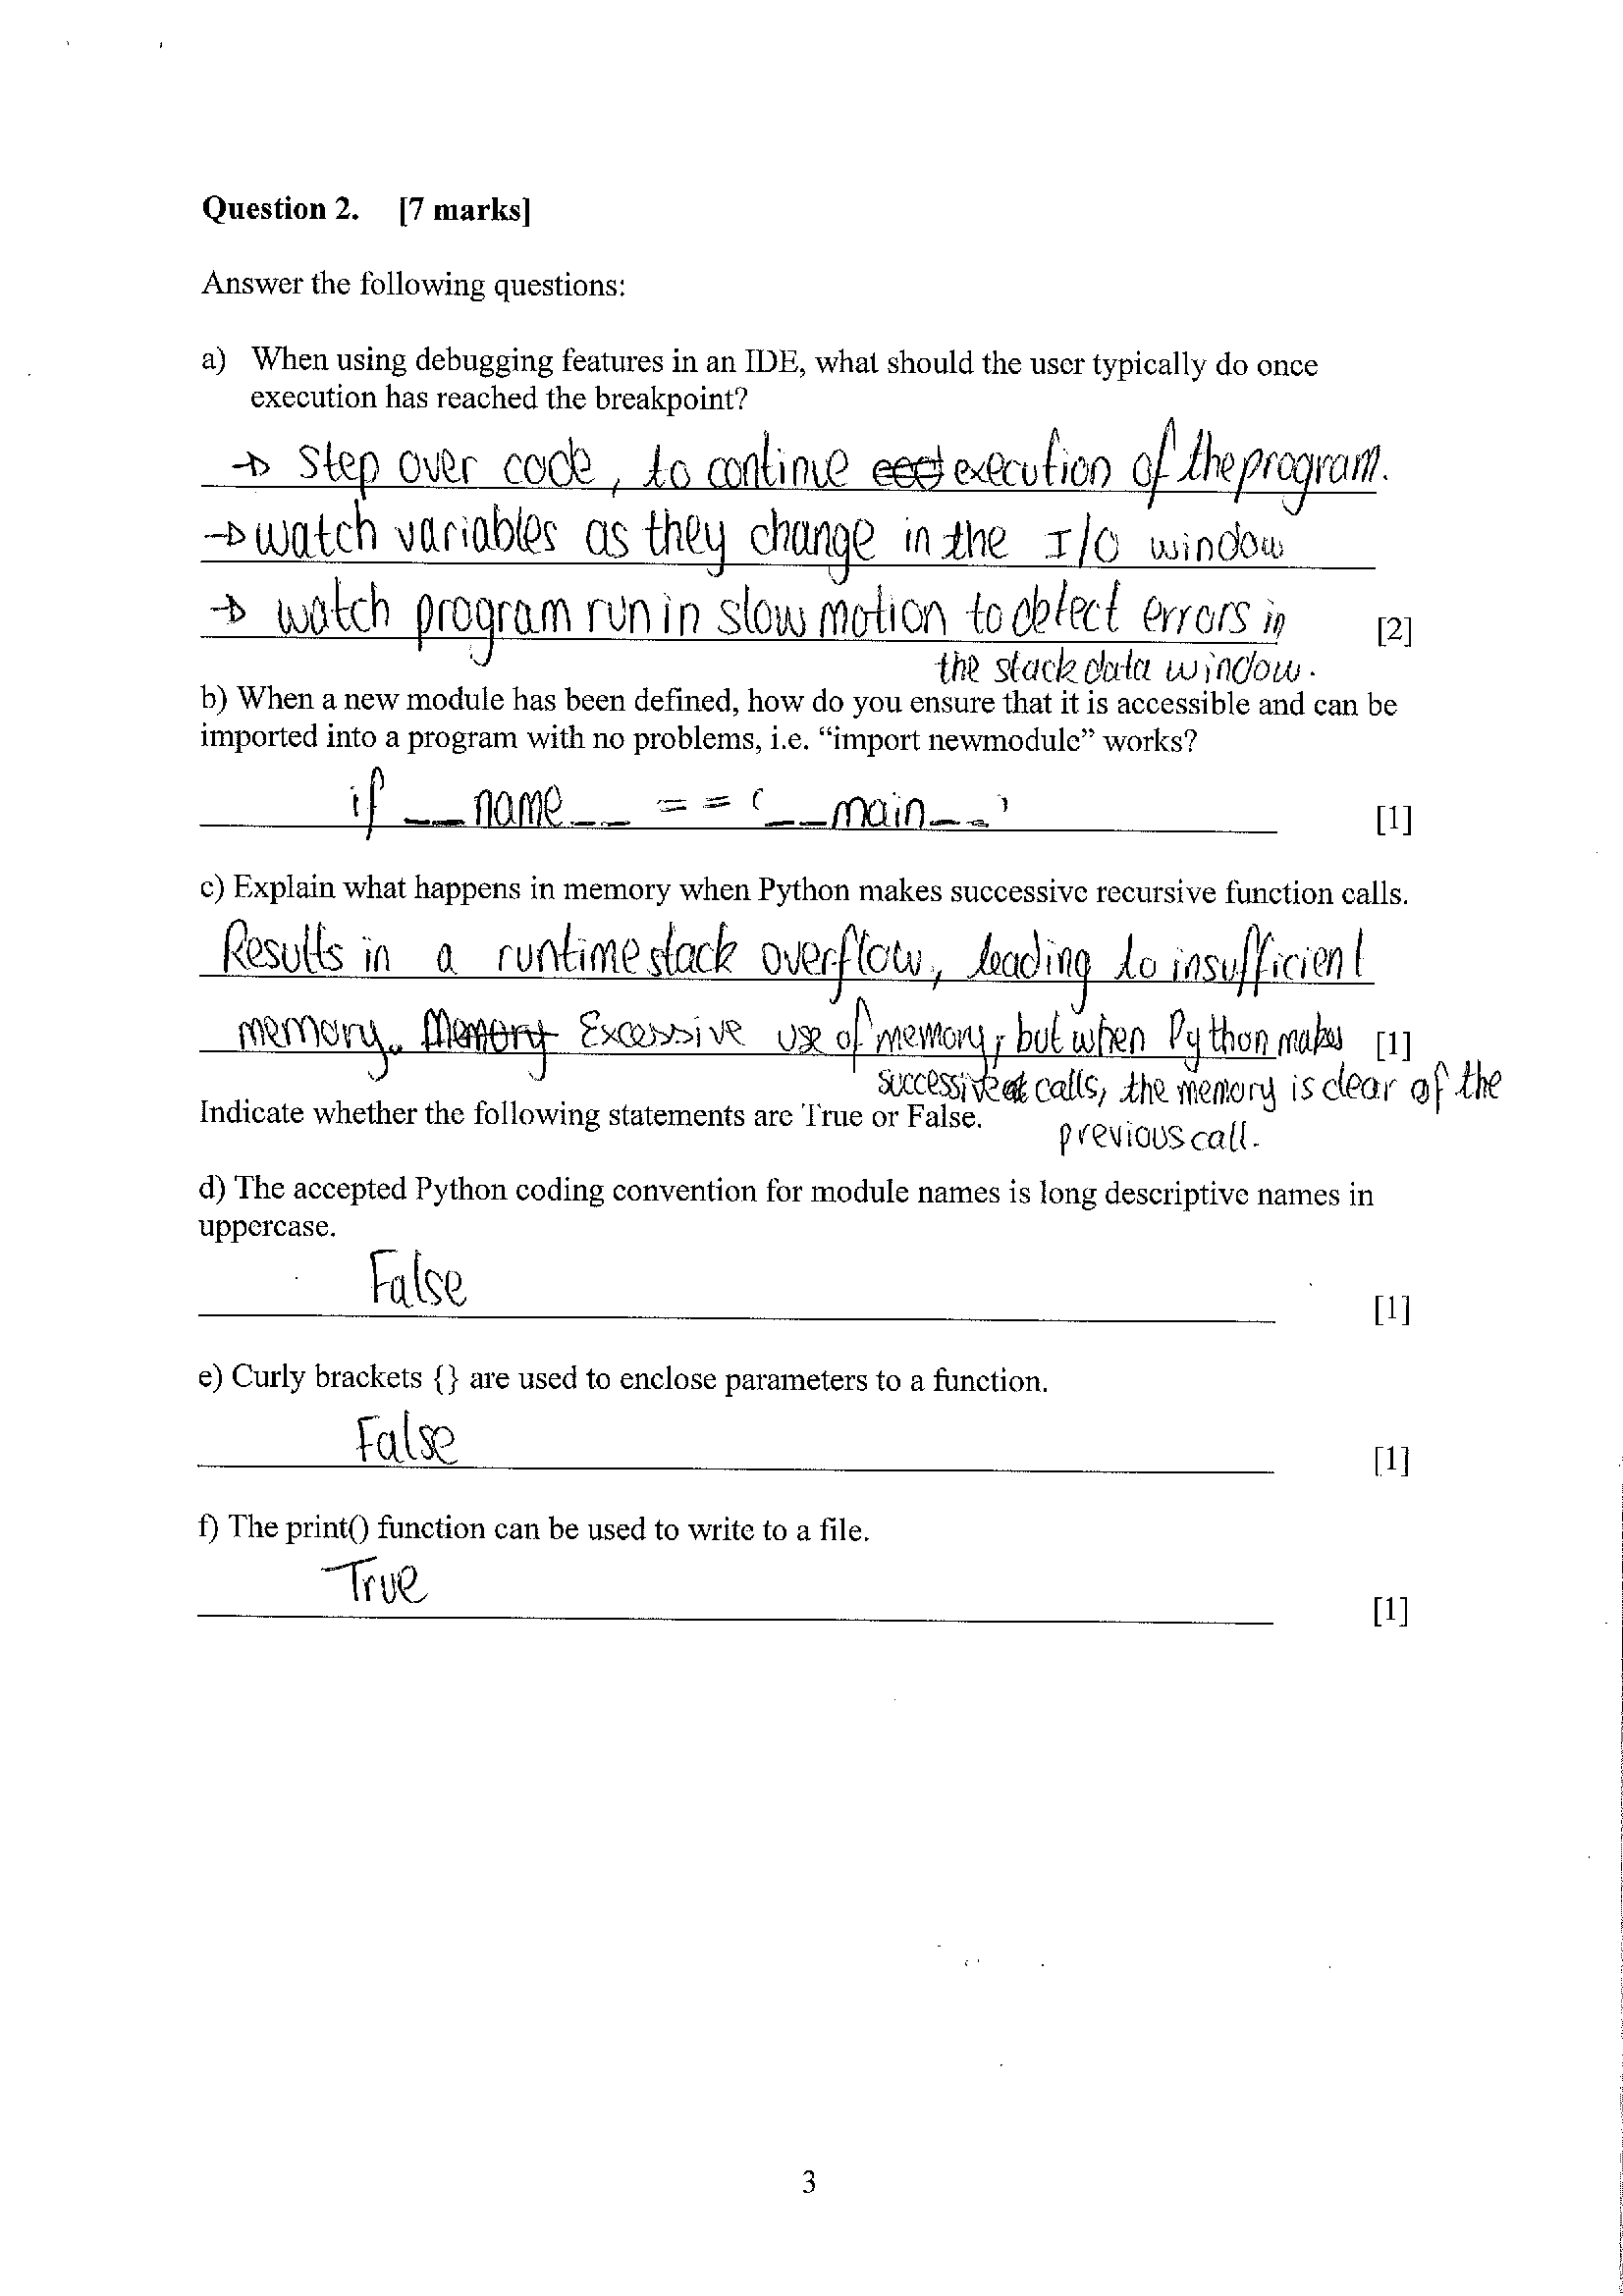 Question 2. [7 marks]
Answer the following questions:
a) When using debugging features in an IDE, what should the user typically do once
execution has reached the breakpoint?
→ step over code, to continue execution of the program.
→ watch variables as they change in the I/O window
→ watch program run in slow motion to detect errors in [2]
the stack data window.
b) When a new module has been defined, how do you ensure that it is accessible and can be
imported into a program with no problems, i.e. “import newmodule” works?
if __name__ == '__main__' [1]
c) Explain what happens in memory when Python makes successive recursive function calls.
Results in a runtime stack overflow, leading to insufficient
memory. Memory Excessive use of memory, but when Python makes [1]
successive calls, the memory is clear of the
Indicate whether the following statements are True or False.
previous call.
d) The accepted Python coding convention for module names is long descriptive names in
uppercase.
False [1]
e) Curly brackets {} are used to enclose parameters to a function.
False [1]
f) The print() function can be used to write to a file.
True [1]
3